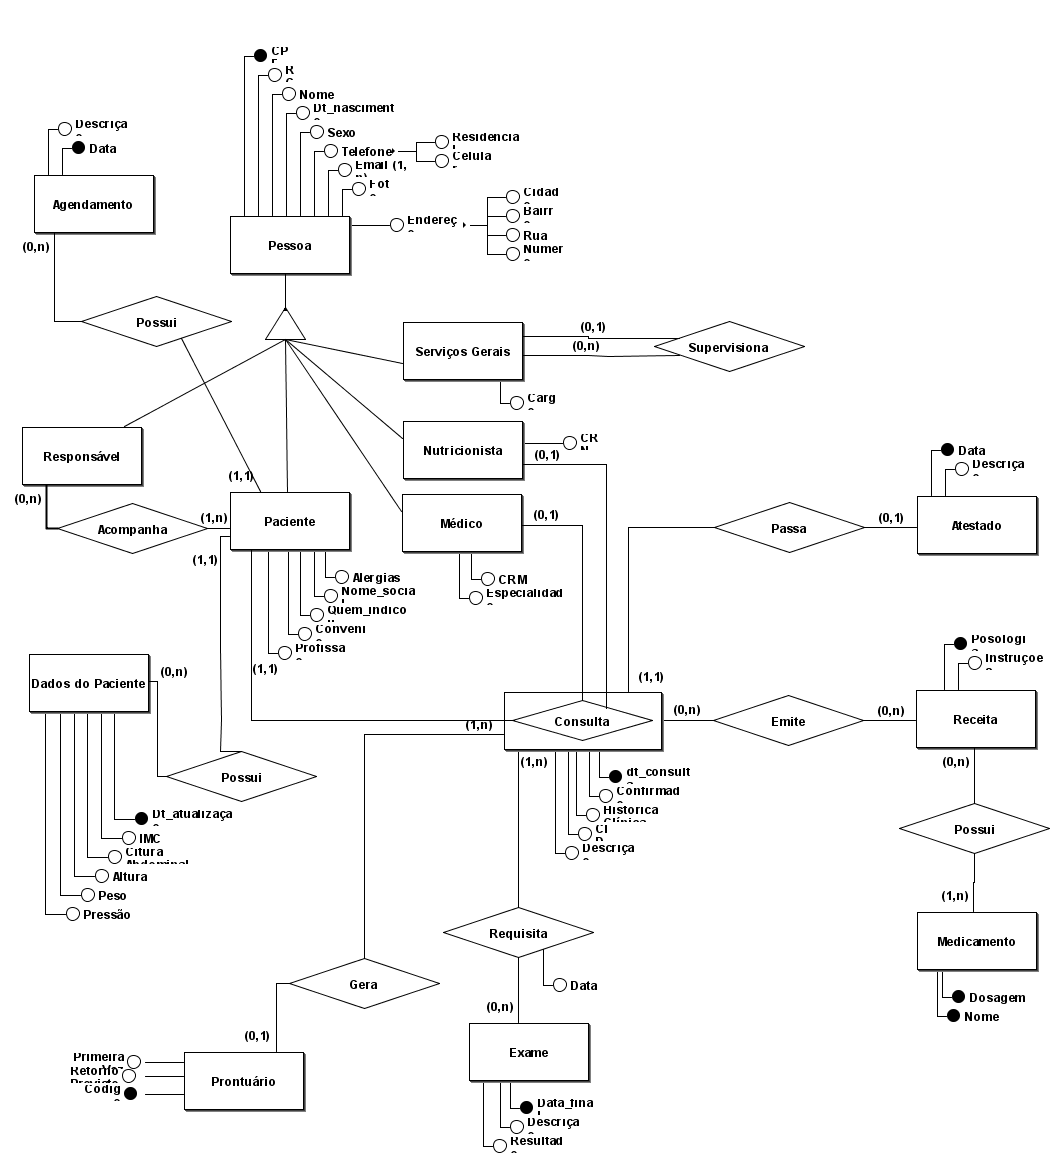 CP
R
Nome
Dt_nasciment
Sexo
Telefone
Residencia
Celula
Email (1,
n)
Fot
Descriça
Data
Agendamento
(0,n)
Pessoa
Endereç
Cidad
Bairr
Rua
Numer
Possui
Serviços Gerais
(0,1)
(0,n)
Supervisiona
Carg
Responsável
(0,n)
Nutricionista
CR
(0,1)
Data
Descriça
(1,1)
Acompanha
(1,n)
Paciente
Médico
(0,1)
Passa
(0,1)
Atestado
(1,1)
Alergias
Nome_socia
Quem_indico
Conveni
Profissa
CRM
Especialidad
Dados do Paciente
(0,n)
(1,1)
(1,1)
Posologi
Instruçoe
(1,n)
Consulta
(0,n)
Emite
(0,n)
Receita
(1,n)
(0,n)
Possui
dt_consult
Confirmad
Historica
Clínica
CI
Descriça
Dt_atualizaça
IMC
Citura
Abdominal
Altura
Peso
Pressão
Possui
(1,n)
Medicamento
Dosagem
Nome
Requisita
Data
Gera
(0,n)
(0,1)
Primeira
Retorno
Previsto
Codig
Prontuário
Exame
Data_fina
Descriça
Resultad